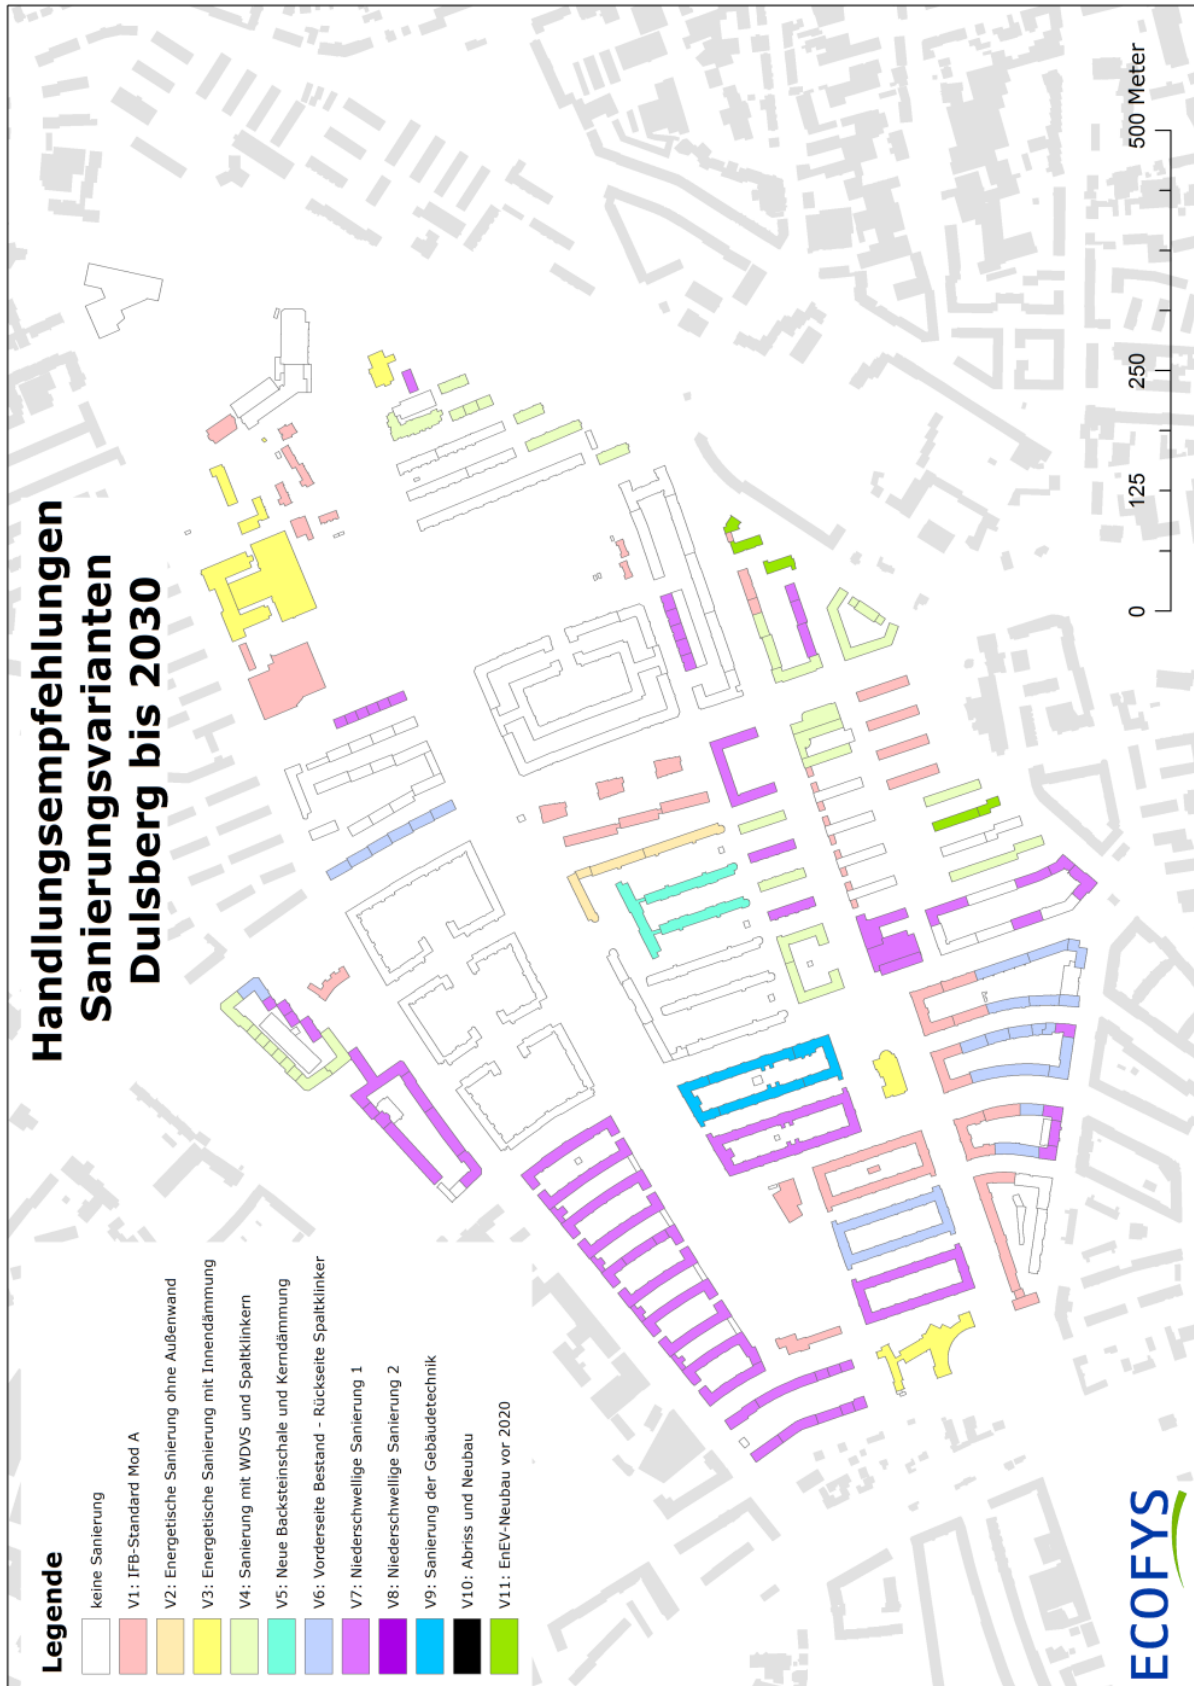 Handlungsempfehlungen
Sanierungsvarianten
Dulsberg bis 2030
Legende
keine Sanierung
V1: IFB-Standard Mod A
V2: Energetische Sanierung ohne Außenwand
V3: Energetische Sanierung mit Innendämmung
V4: Sanierung mit WDVS und Spaltklinkern
V5: Neue Backsteinschale und Kerndämmung
V6: Vorderseite Bestand - Rückseite Spaltklinker
V7: Niederschwellige Sanierung 1
V8: Niederschwellige Sanierung 2
V9: Sanierung der Gebäudetechnik
V10: Abriss und Neubau
V11: EnEV-Neubau vor 2020
0 125 250 500 Meter
ECOFYS